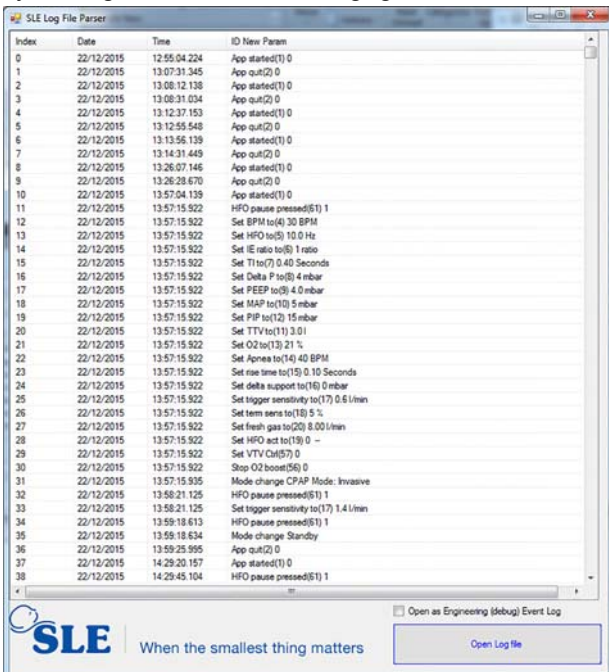 SLE Log File Parser
Index Date Time ID New Param
0 22/12/2015 12:55:04.224 App started(1) 0
1 22/12/2015 13:07:31.345 App quit(2) 0
2 22/12/2015 13:08:12.138 App started(1) 0
3 22/12/2015 13:08:31.034 App quit(2) 0
4 22/12/2015 13:12:37.153 App started(1) 0
5 22/12/2015 13:12:55.548 App quit(2) 0
6 22/12/2015 13:13:56.139 App started(1) 0
7 22/12/2015 13:14:31.449 App quit(2) 0
8 22/12/2015 13:26:07.146 App started(1) 0
9 22/12/2015 13:26:28.670 App quit(2) 0
10 22/12/2015 13:57:04.139 App started(1) 0
11 22/12/2015 13:57:15.922 HFO pause pressed(61) 1
12 22/12/2015 13:57:15.922 Set BPM to(4) 30 BPM
13 22/12/2015 13:57:15.922 Set HFO to(5) 10.0 Hz
14 22/12/2015 13:57:15.922 Set IE ratio to(6) 1 ratio
15 22/12/2015 13:57:15.922 Set TI to(7) 0.40 Seconds
16 22/12/2015 13:57:15.922 Set Delta P to(8) 4 mbar
17 22/12/2015 13:57:15.922 Set PEEP to(9) 4.0 mbar
18 22/12/2015 13:57:15.922 Set MAP to(10) 5 mbar
19 22/12/2015 13:57:15.922 Set PIP to(12) 15 mbar
20 22/12/2015 13:57:15.922 Set TTV to(11) 3.0 l
21 22/12/2015 13:57:15.922 Set O2 to(13) 21 %
22 22/12/2015 13:57:15.922 Set Apnea to(14) 40 BPM
23 22/12/2015 13:57:15.922 Set rise time to(15) 0.10 Seconds
24 22/12/2015 13:57:15.922 Set delta support to(16) 0 mbar
25 22/12/2015 13:57:15.922 Set trigger sensitivity to(17) 0.6 l/min
26 22/12/2015 13:57:15.922 Set term sens to(18) 5 %
27 22/12/2015 13:57:15.922 Set fresh gas to(20) 8.00 l/min
28 22/12/2015 13:57:15.922 Set HFO act to(19) 0 --
29 22/12/2015 13:57:15.922 Set VTV Ctrl(57) 0
30 22/12/2015 13:57:15.922 Stop O2 boost(56) 0
31 22/12/2015 13:57:15.935 Mode change CPAP Mode: Invasive
32 22/12/2015 13:58:21.125 HFO pause pressed(61) 1
33 22/12/2015 13:58:21.125 Set trigger sensitivity to(17) 1.4 l/min
34 22/12/2015 13:59:18.613 HFO pause pressed(61) 1
35 22/12/2015 13:59:18.634 Mode change Standby
36 22/12/2015 13:59:25.995 App quit(2) 0
37 22/12/2015 14:29:20.157 App started(1) 0
38 22/12/2015 14:29:45.104 HFO pause pressed(61) 1
Open as Engineering (debug) Event Log
SLE When the smallest thing matters
Open Log file